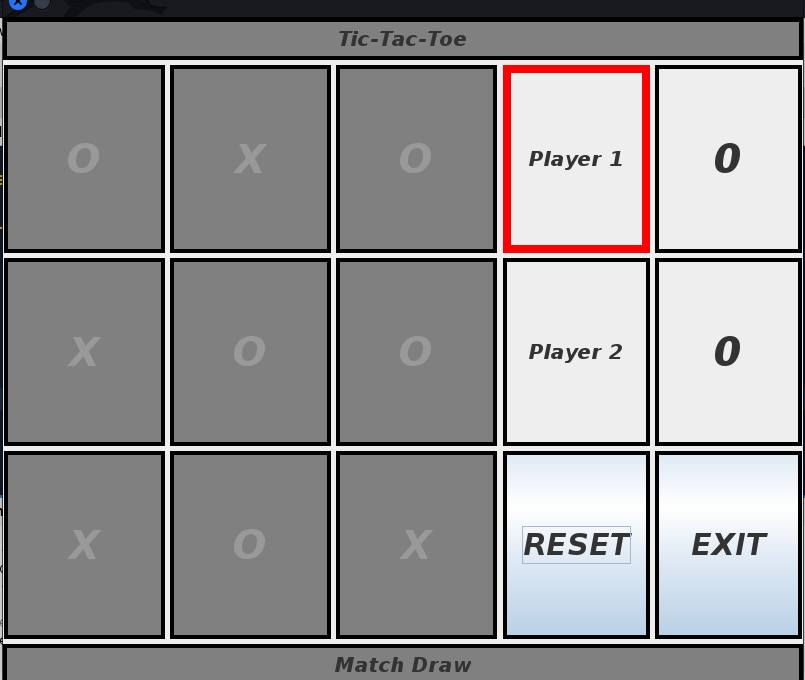 Tic-Tac-Toe
O X O Player 1 0
X O O Player 2 0
X O X RESET EXIT
Match Draw